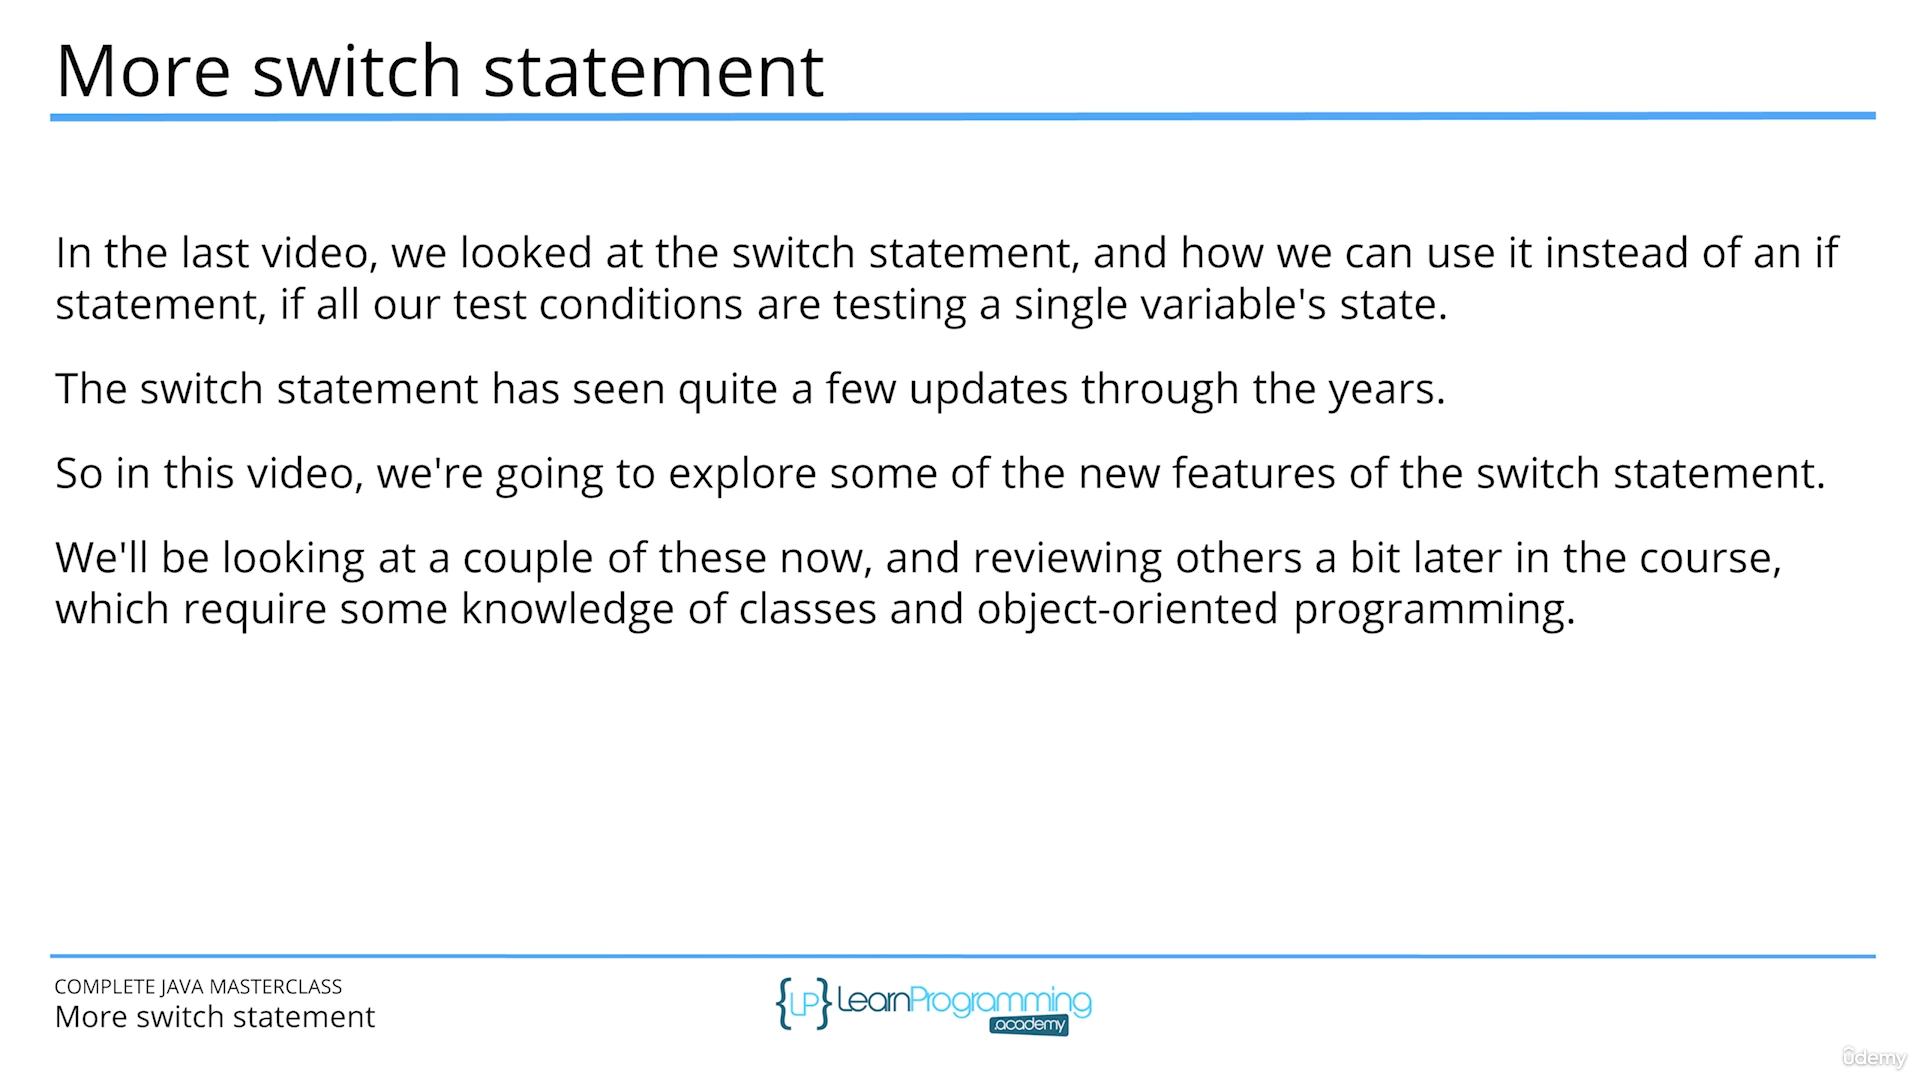 More switch statement
In the last video, we looked at the switch statement, and how we can use it instead of an if
statement, if all our test conditions are testing a single variable's state.
The switch statement has seen quite a few updates through the years.
So in this video, we're going to explore some of the new features of the switch statement.
We'll be looking at a couple of these now, and reviewing others a bit later in the course,
which require some knowledge of classes and object-oriented programming.
COMPLETE JAVA MASTERCLASS
More switch statement
{LP} LearnProgramming
.academy
udemy